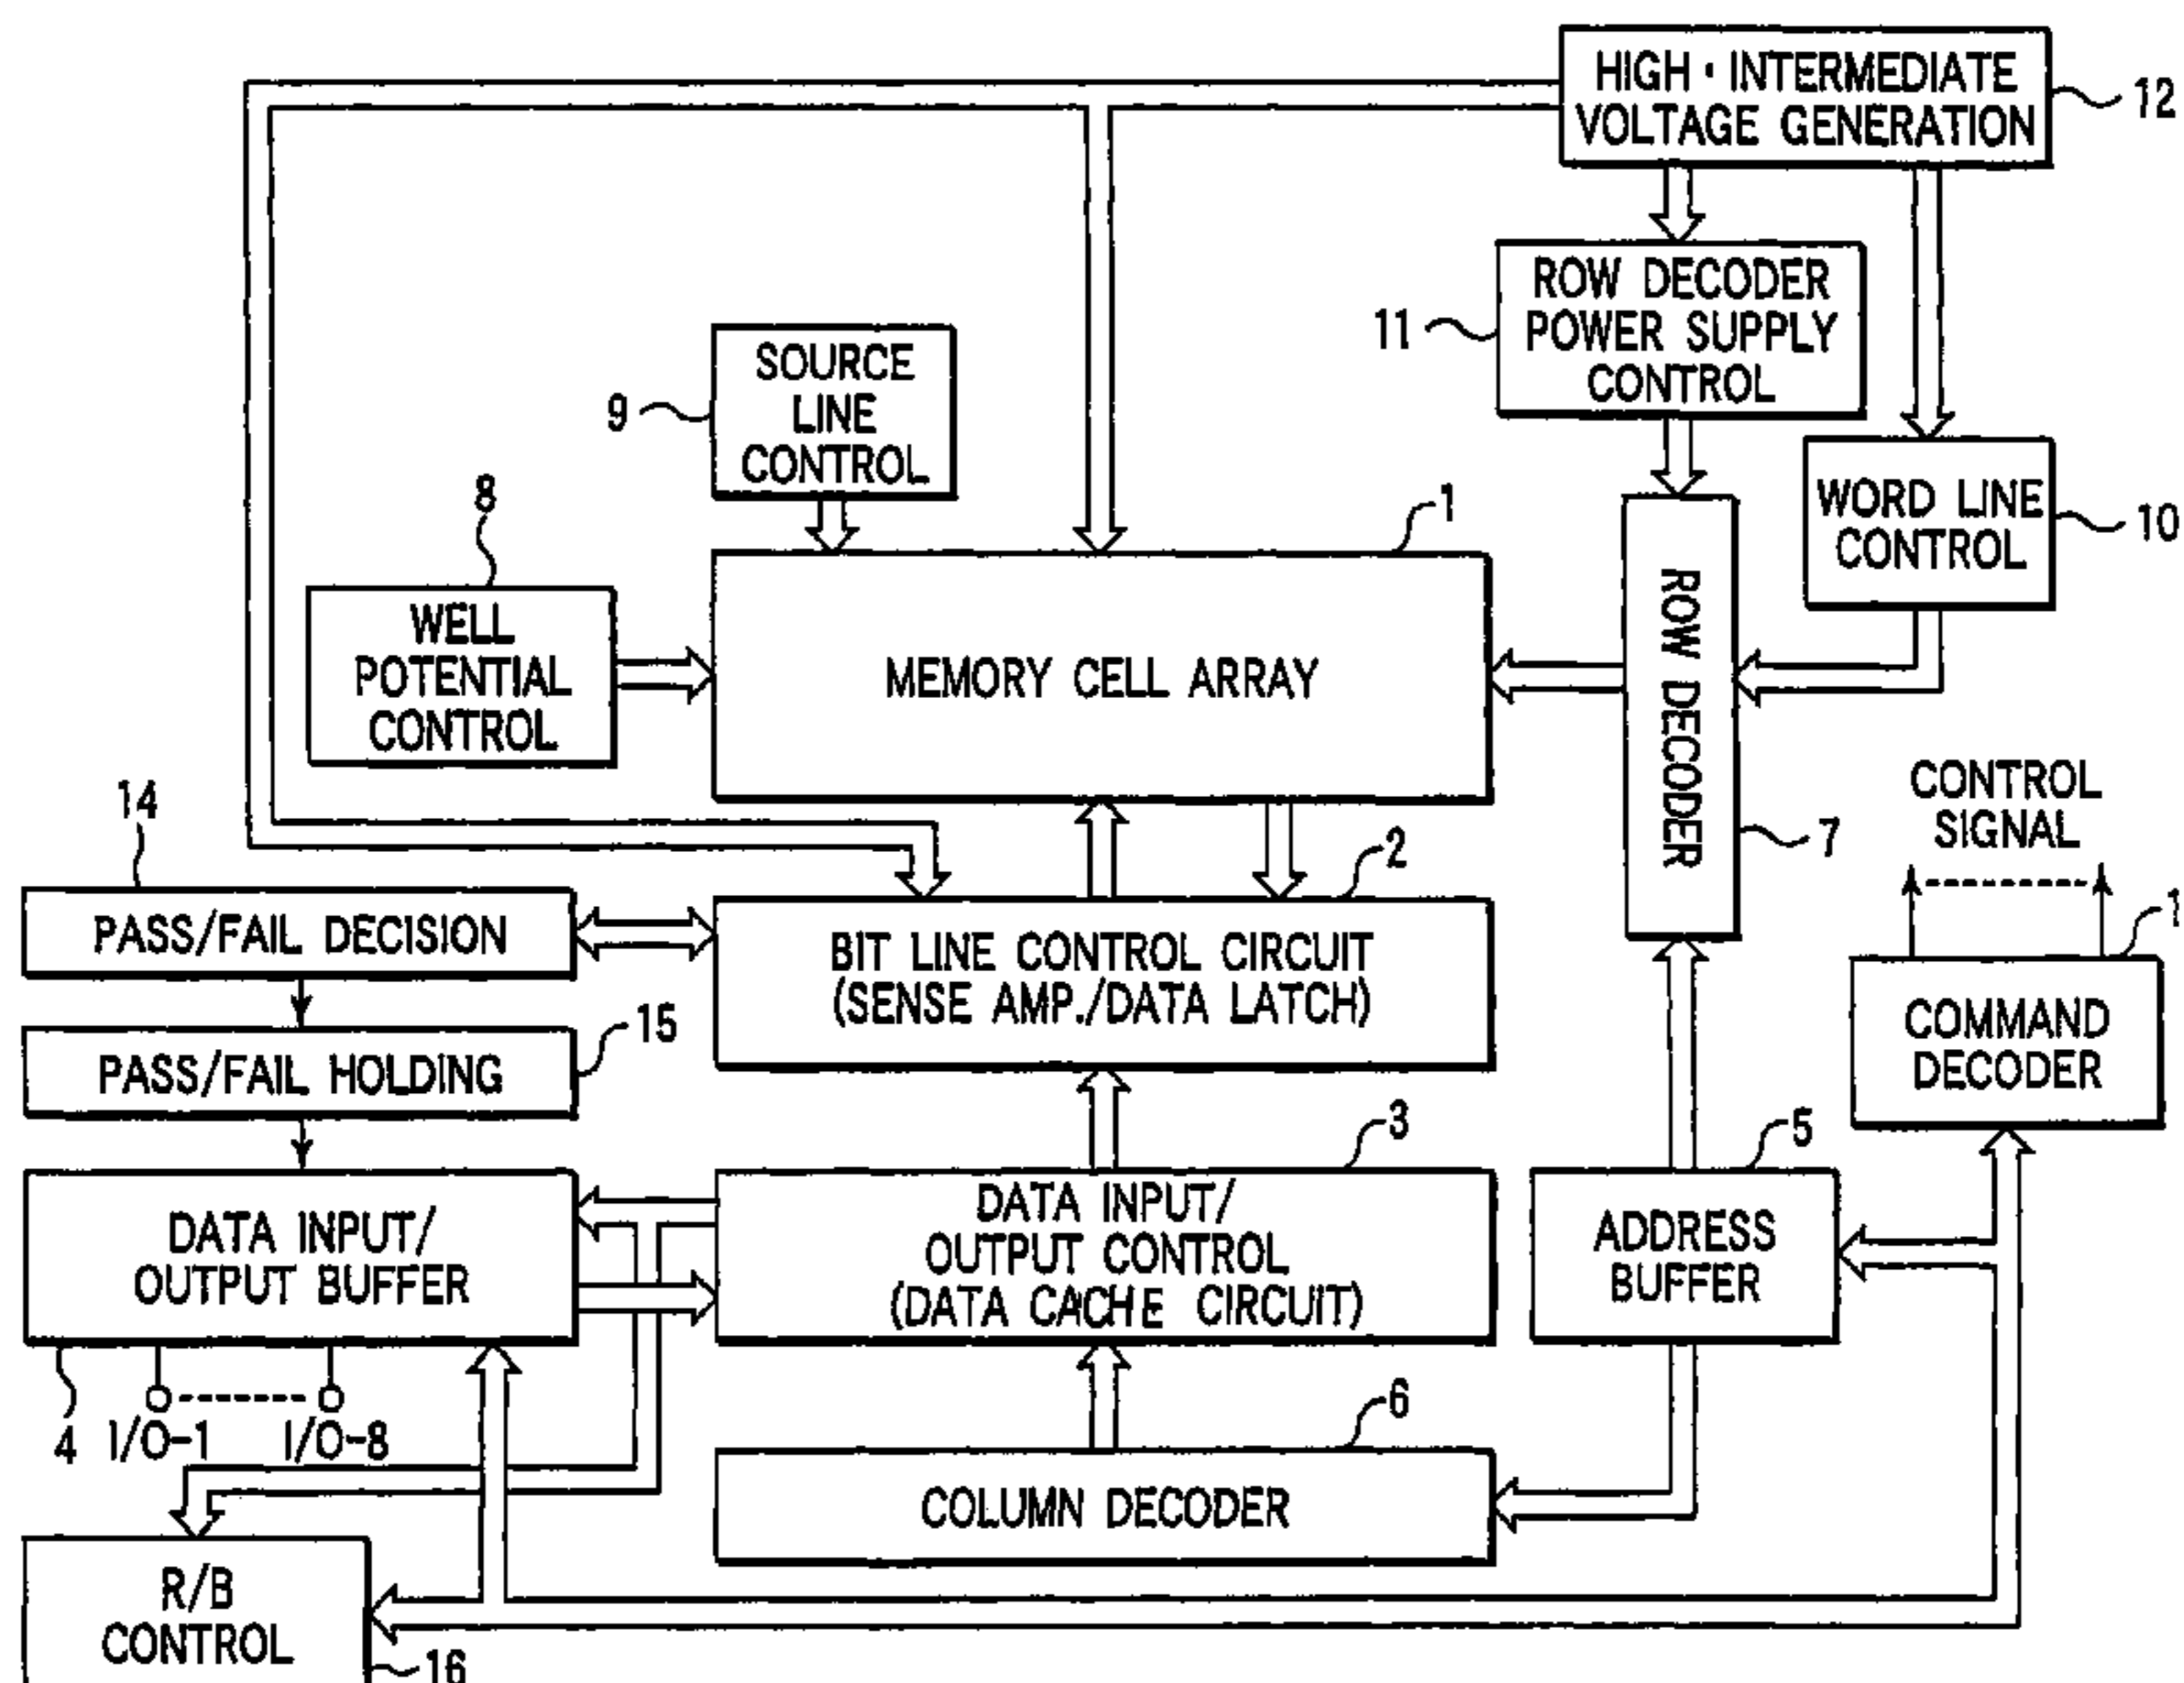 HIGH · INTERMEDIATE
VOLTAGE GENERATION
12
ROW DECODER
POWER SUPPLY
CONTROL
11
SOURCE
LINE
CONTROL
9
WORD LINE
CONTROL
10
8
1
WELL
POTENTIAL
CONTROL
MEMORY CELL ARRAY
ROW DECODER
7
CONTROL
SIGNAL
14
2
PASS/FAIL DECISION
BIT LINE CONTROL CIRCUIT
(SENSE AMP./DATA LATCH)
1
COMMAND
DECODER
15
PASS/FAIL HOLDING
3
5
DATA INPUT/
OUTPUT BUFFER
DATA INPUT/
OUTPUT CONTROL
(DATA CACHE CIRCUIT)
ADDRESS
BUFFER
4
I/O-1
I/O-8
6
COLUMN DECODER
R/B
CONTROL
16